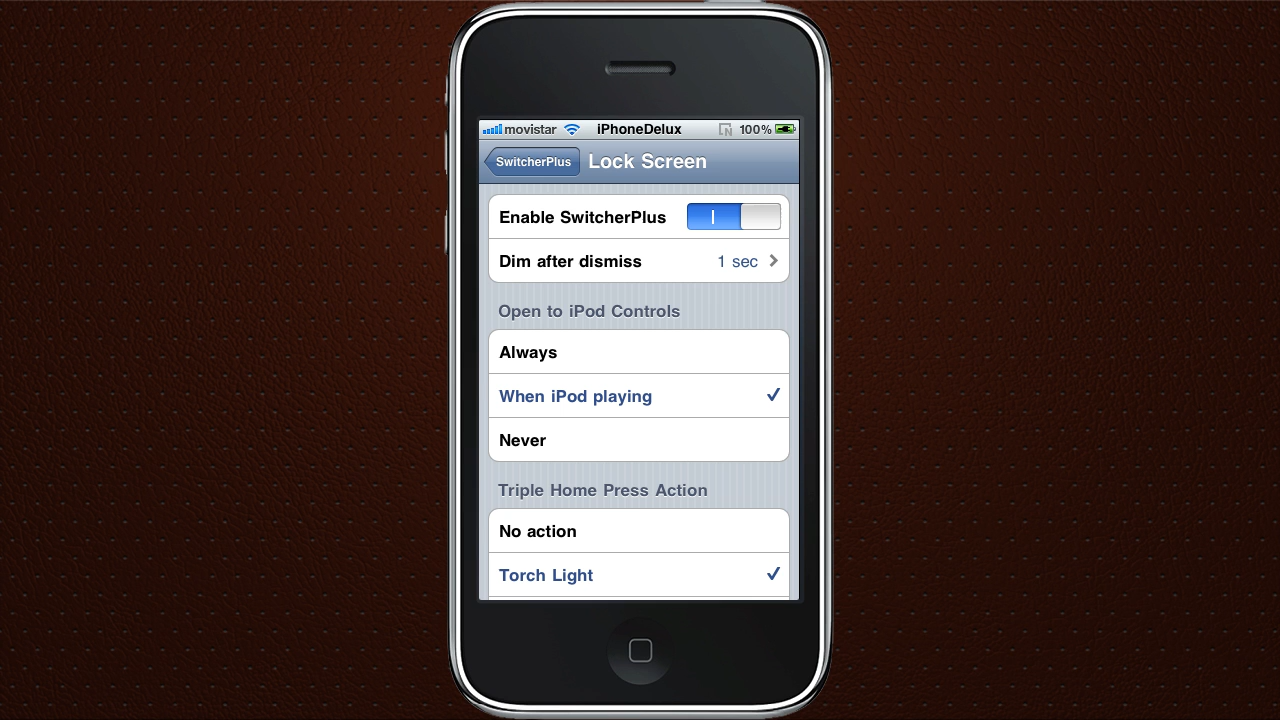 movistar iPhoneDelux 100%
SwitcherPlus Lock Screen
Enable SwitcherPlus
Dim after dismiss 1 sec
Open to iPod Controls
Always
When iPod playing
Never
Triple Home Press Action
No action
Torch Light